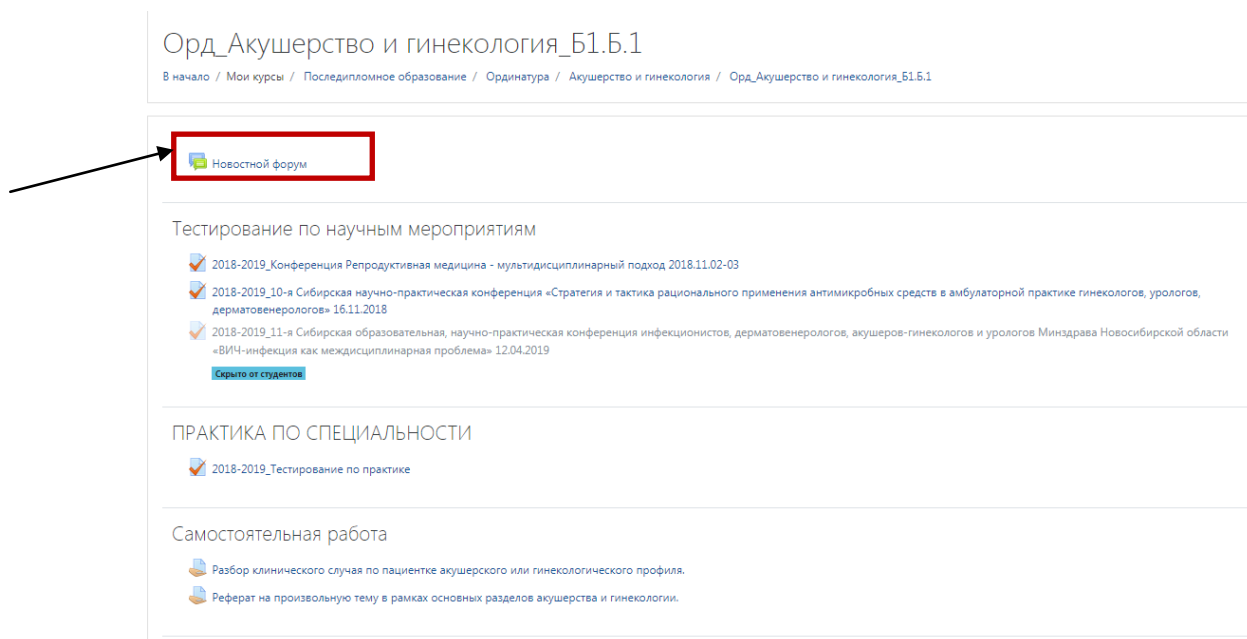 Орд_Акушерство и гинекология_Б1.Б.1
В начало / Мои курсы / Последипломное образование / Ординатура / Акушерство и гинекология / Орд_Акушерство и гинекология_Б1.Б.1
Новостной форум
Тестирование по научным мероприятиям
2018-2019_Конференция Репродуктивная медицина - мультидисциплинарный подход 2018.11.02-03
2018-2019_10-я Сибирская научно-практическая конференция «Стратегия и тактика рационального применения антимикробных средств в амбулаторной практике гинекологов, урологов,
дерматовенерологов» 16.11.2018
2018-2019_11-я Сибирская образовательная, научно-практическая конференция инфекционистов, дерматовенерологов, акушеров-гинекологов и урологов Минздрава Новосибирской области
«ВИЧ-инфекция как междисциплинарная проблема» 12.04.2019
Скрыто от студентов
ПРАКТИКА ПО СПЕЦИАЛЬНОСТИ
2018-2019_Тестирование по практике
Самостоятельная работа
Разбор клинического случая по пациентке акушерского или гинекологического профиля.
Реферат на произвольную тему в рамках основных разделов акушерства и гинекологии.